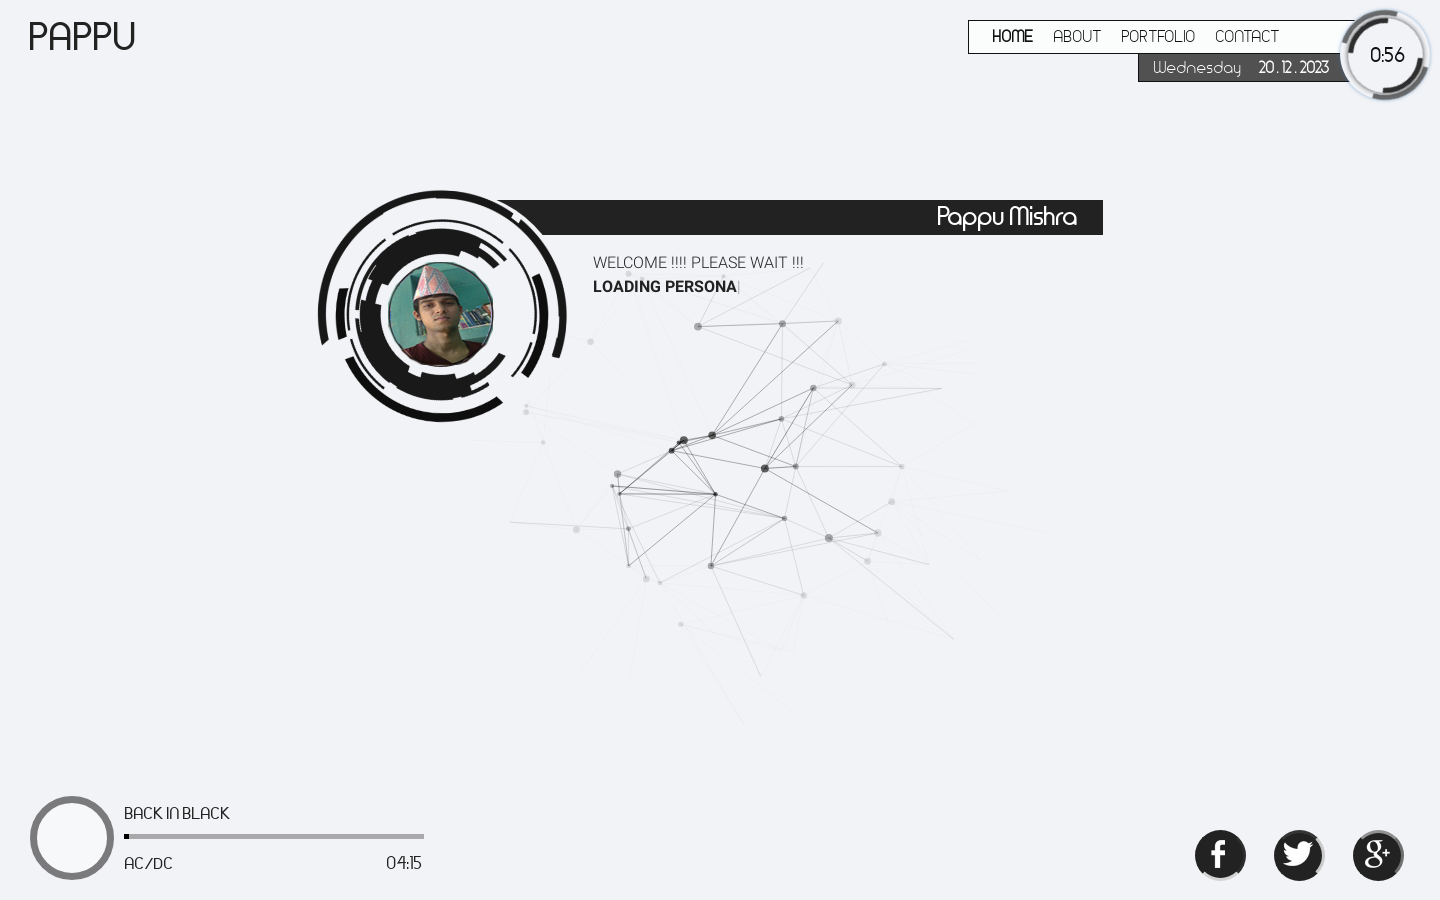 PAPPU
HOME ABOUT PORTFOLIO CONTACT
0:56
Wednesday 20.12.2023
Pappu Mishra
WELCOME !!!! PLEASE WAIT !!!
LOADING PERSONA
BACK IN BLACK
AC/DC 04:15